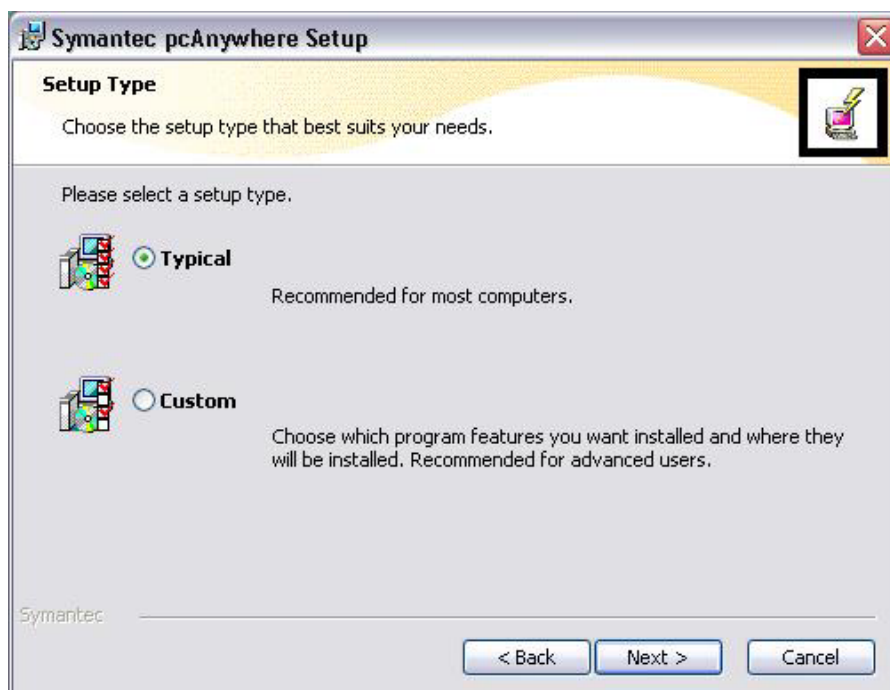 Symantec pcAnywhere Setup
Setup Type
Choose the setup type that best suits your needs.
Please select a setup type.
Typical
Recommended for most computers.
Custom
Choose which program features you want installed and where they
will be installed. Recommended for advanced users.
Symantec
< Back Next > Cancel